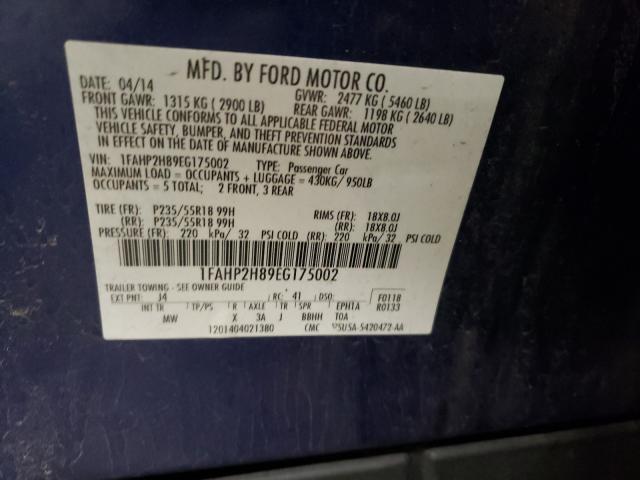 MFD. BY FORD MOTOR CO.
DATE: 04/14 GVWR: 2477 KG ( 5460 LB)
FRONT GAWR: 1315 KG ( 2900 LB) REAR GAWR: 1198 KG ( 2640 LB)
THIS VEHICLE CONFORMS TO ALL APPLICABLE FEDERAL MOTOR
VEHICLE SAFETY, BUMPER, AND THEFT PREVENTION STANDARDS
IN EFFECT ON THE DATE OF MANUFACTURE SHOWN ABOVE.
VIN: 1FAHP2H89EG175002 TYPE: Passenger Car
MAXIMUM LOAD = OCCUPANTS + LUGGAGE = 430KG/ 950LB
OCCUPANTS = 5 TOTAL; 2 FRONT, 3 REAR
TIRE (FR): P235/55R18 99H RIMS (FR): 18X8.0J
(RR): P235/55R18 99H (RR): 18X8.0J
PRESSURE (FR): 220 kPa/ 32 PSI COLD (RR): 220 kPa/ 32 PSI COLD
1FAHP2H89EG175002
TRAILER TOWING - SEE OWNER GUIDE
EXT PNT: J4 RC: 41 DSO: F0118
INT TR TP/PS R AXLE TR SPR EPH1A R0133
MW X 3A J BBHH TOA
1201404021380 CMC 5U5A-5420472-AA